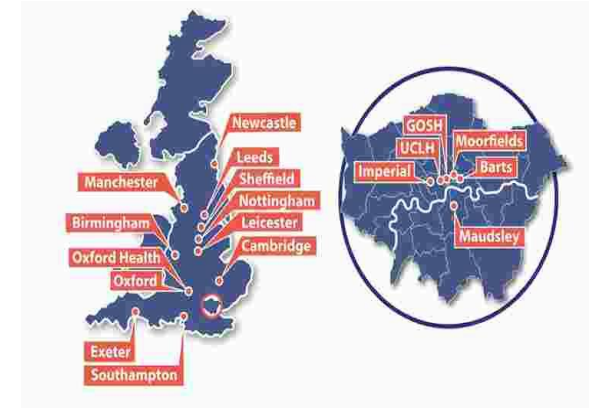 Newcastle
Leeds
Sheffield
Manchester
Nottingham
Leicester
Birmingham
Cambridge
Oxford Health
Oxford
Exeter
Southampton
GOSH
UCLH
Moorfields
Imperial
Barts
Maudsley